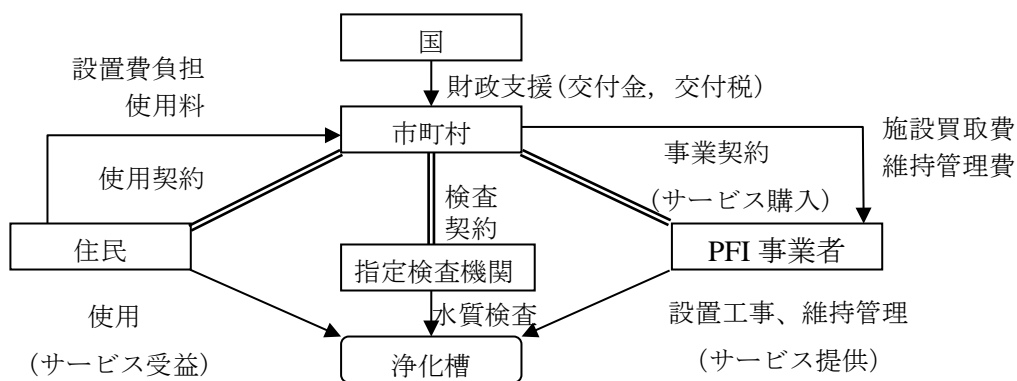 国
設置費負担
使用料
財政支援(交付金，交付税)
市町村
施設買取費
維持管理費
使用契約
事業契約
(サービス購入)
検査
契約
住民
指定検査機関
PFI 事業者
使用
(サービス受益)
水質検査
設置工事、維持管理
(サービス提供)
浄化槽